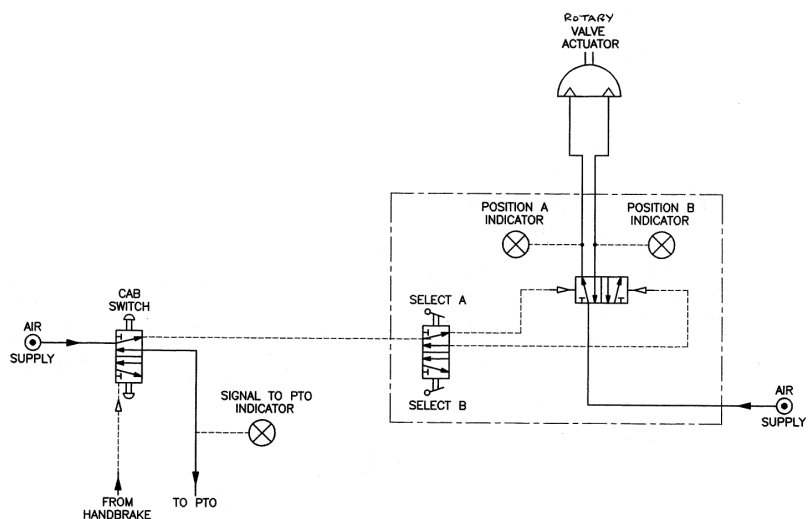 ROTARY
VALVE
ACTUATOR
POSITION A
INDICATOR
POSITION B
INDICATOR
CAB
SWITCH
SELECT A
AIR
SUPPLY
SELECT B
SIGNAL TO PTO
INDICATOR
AIR
SUPPLY
FROM
HANDBRAKE
TO PTO